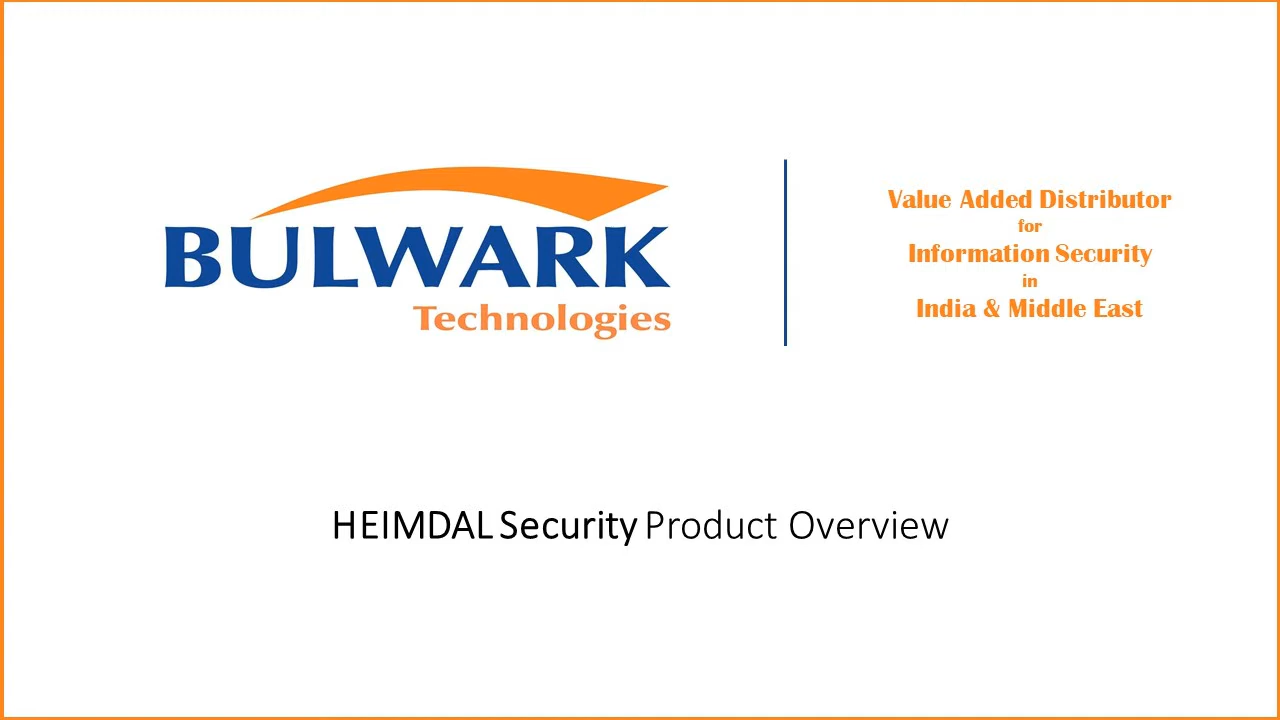 BULWARK
Technologies
Value Added Distributor
for
Information Security
in
India & Middle East
HEIMDAL Security Product Overview